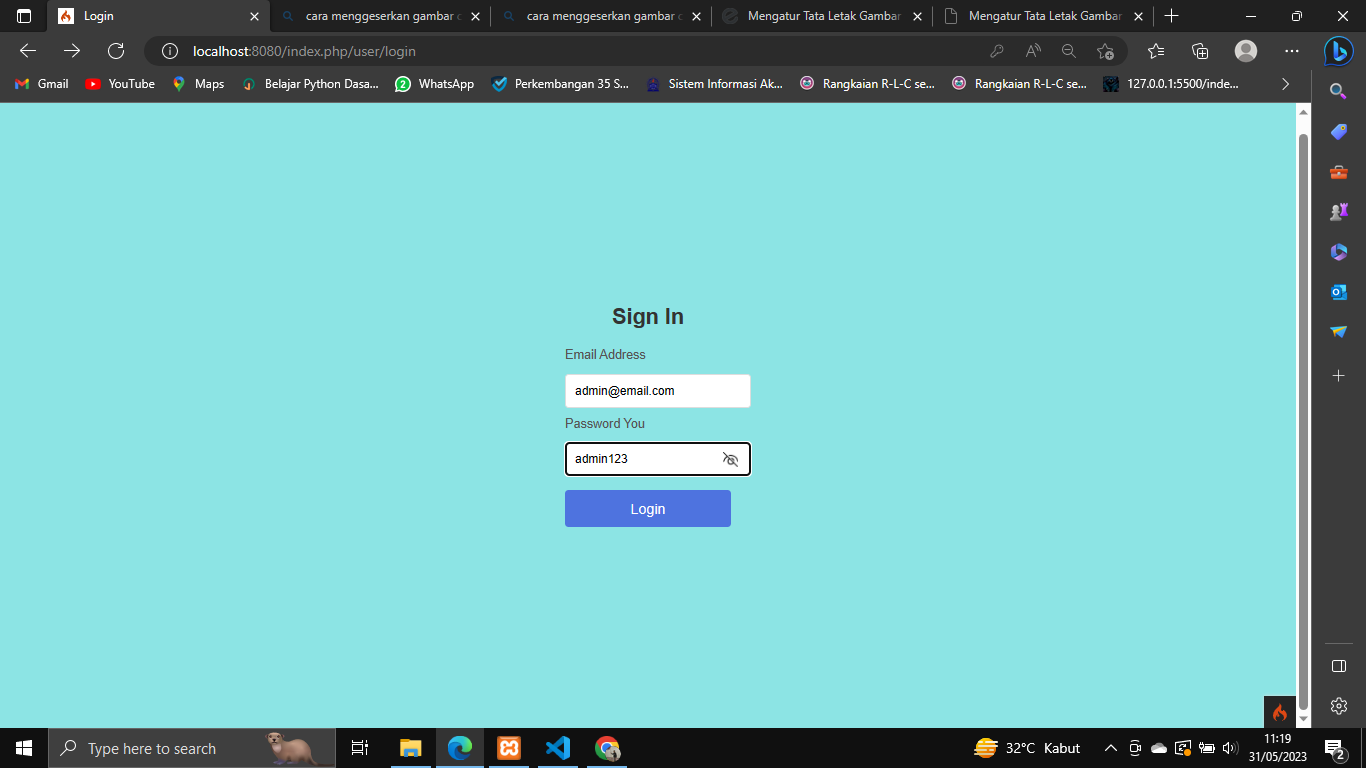 Login
cara menggeserkan gambar c
cara menggeserkan gambar c
Mengatur Tata Letak Gambar
Mengatur Tata Letak Gambar
localhost:8080/index.php/user/login
Gmail
YouTube
Maps
Belajar Python Dasa...
2
WhatsApp
Perkembangan 35 S...
Sistem Informasi Ak...
Rangkaian R-L-C se...
Rangkaian R-L-C se...
127.0.0.1:5500/inde...
Sign In
Email Address
admin@email.com
Password You
admin123
Login
Type here to search
32°C Kabut
11:19
31/05/2023
2